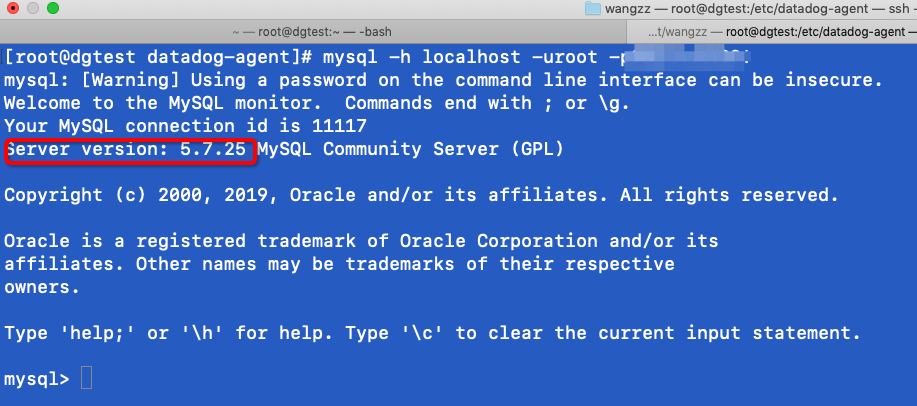 wangzz — root@dgtest:/etc/datadog-agent — ssh
~ — root@dgtest:~ — -bash
...t/wangzz — root@dgtest:/etc/datadog-agent —
[root@dgtest datadog-agent]# mysql -h localhost -uroot
mysql: [Warning] Using a password on the command line interface can be insecure.
Welcome to the MySQL monitor.  Commands end with ; or \g.
Your MySQL connection id is 11117
Server version: 5.7.25 MySQL Community Server (GPL)
Copyright (c) 2000, 2019, Oracle and/or its affiliates. All rights reserved.
Oracle is a registered trademark of Oracle Corporation and/or its
affiliates. Other names may be trademarks of their respective
owners.
Type 'help;' or '\h' for help. Type '\c' to clear the current input statement.
mysql>